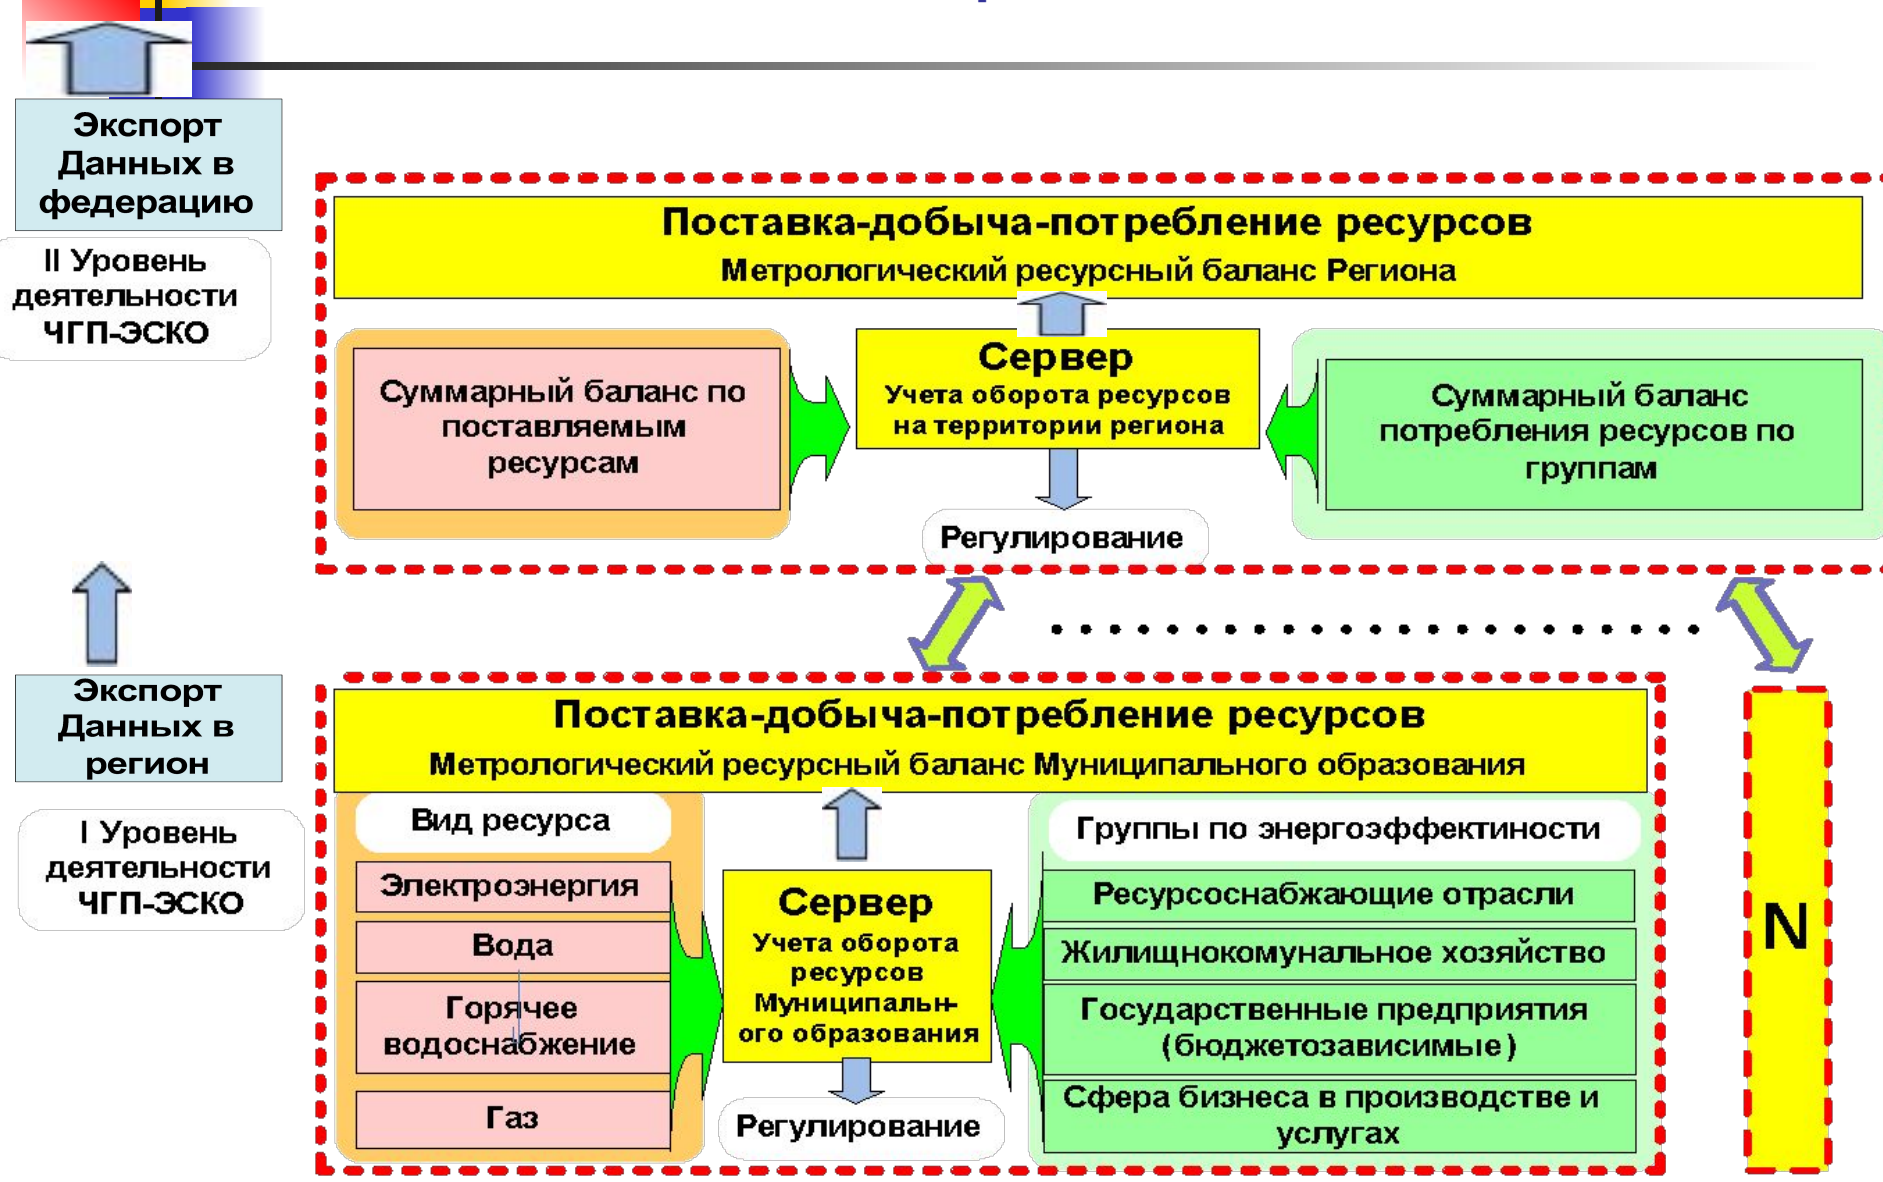 Экспорт
Данных в
федерацию
II Уровень
деятельности
ЧГП-ЭСКО
Поставка-добыча-потребление ресурсов
Метрологический ресурсный баланс Региона
Суммарный баланс по
поставляемым
ресурсам
Сервер
Учета оборота ресурсов
на территории региона
Суммарный баланс
потребления ресурсов по
группам
Регулирование
Экспорт
Данных в
регион
I Уровень
деятельности
ЧГП-ЭСКО
Поставка-добыча-потребление ресурсов
Метрологический ресурсный баланс Муниципального образования
Вид ресурса
Электроэнергия
Вода
Горячее
водоснабжение
Газ
Сервер
Учета оборота
ресурсов
Муниципальн-
ого образования
Регулирование
Группы по энергоэффектиности
Ресурсоснабжающие отрасли
Жилищнокомунальное хозяйство
Государственные предприятия
(бюджетозависимые)
Сфера бизнеса в производстве и
услугах
N